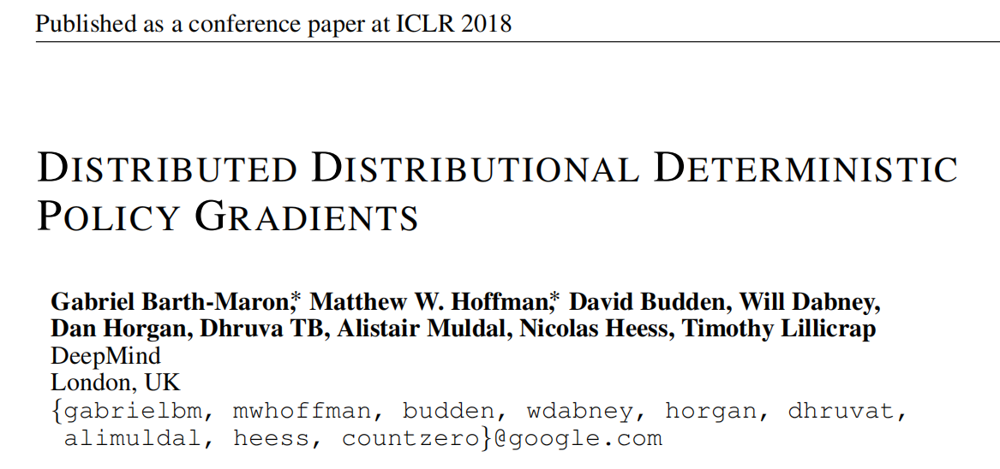 Published as a conference paper at ICLR 2018
DISTRIBUTED DISTRIBUTIONAL DETERMINISTIC
POLICY GRADIENTS
Gabriel Barth-Maron,* Matthew W. Hoffman,* David Budden, Will Dabney,
Dan Horgan, Dhruva TB, Alistair Muldal, Nicolas Heess, Timothy Lillicrap
DeepMind
London, UK
{gabrielbm, mwhoffman, budden, wdabney, horgan, dhruvat,
alimuldal, heess, countzero}@google.com